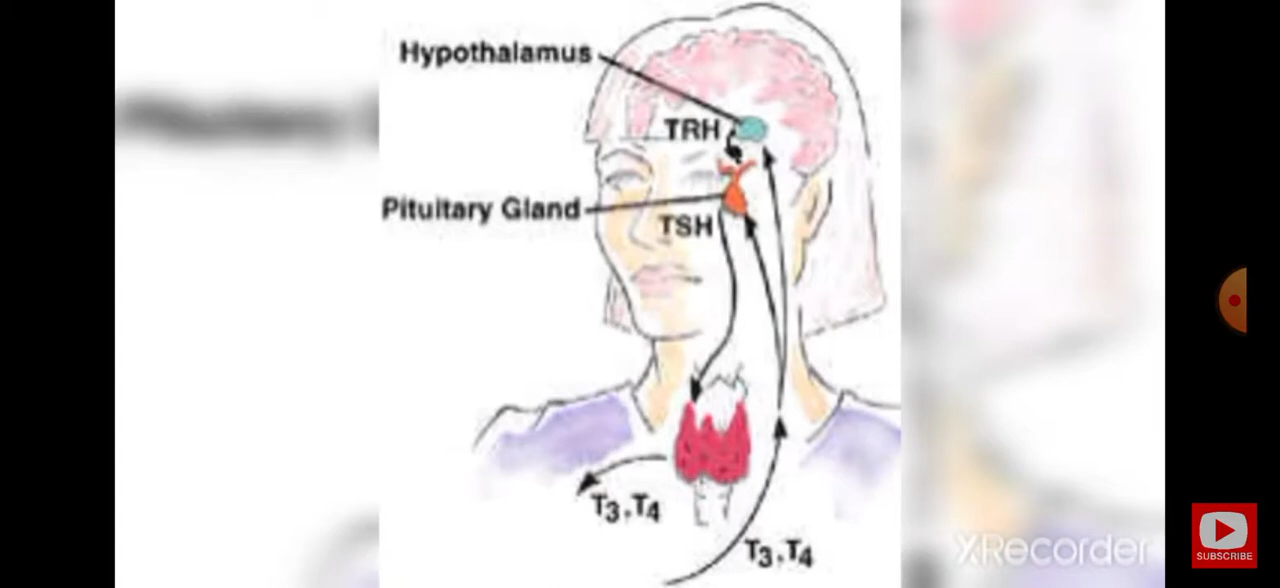 Hypothalamus
TRH
Pituitary Gland
TSH
T3,T4
T3,T4
SUBSCRIBE
XRecorder